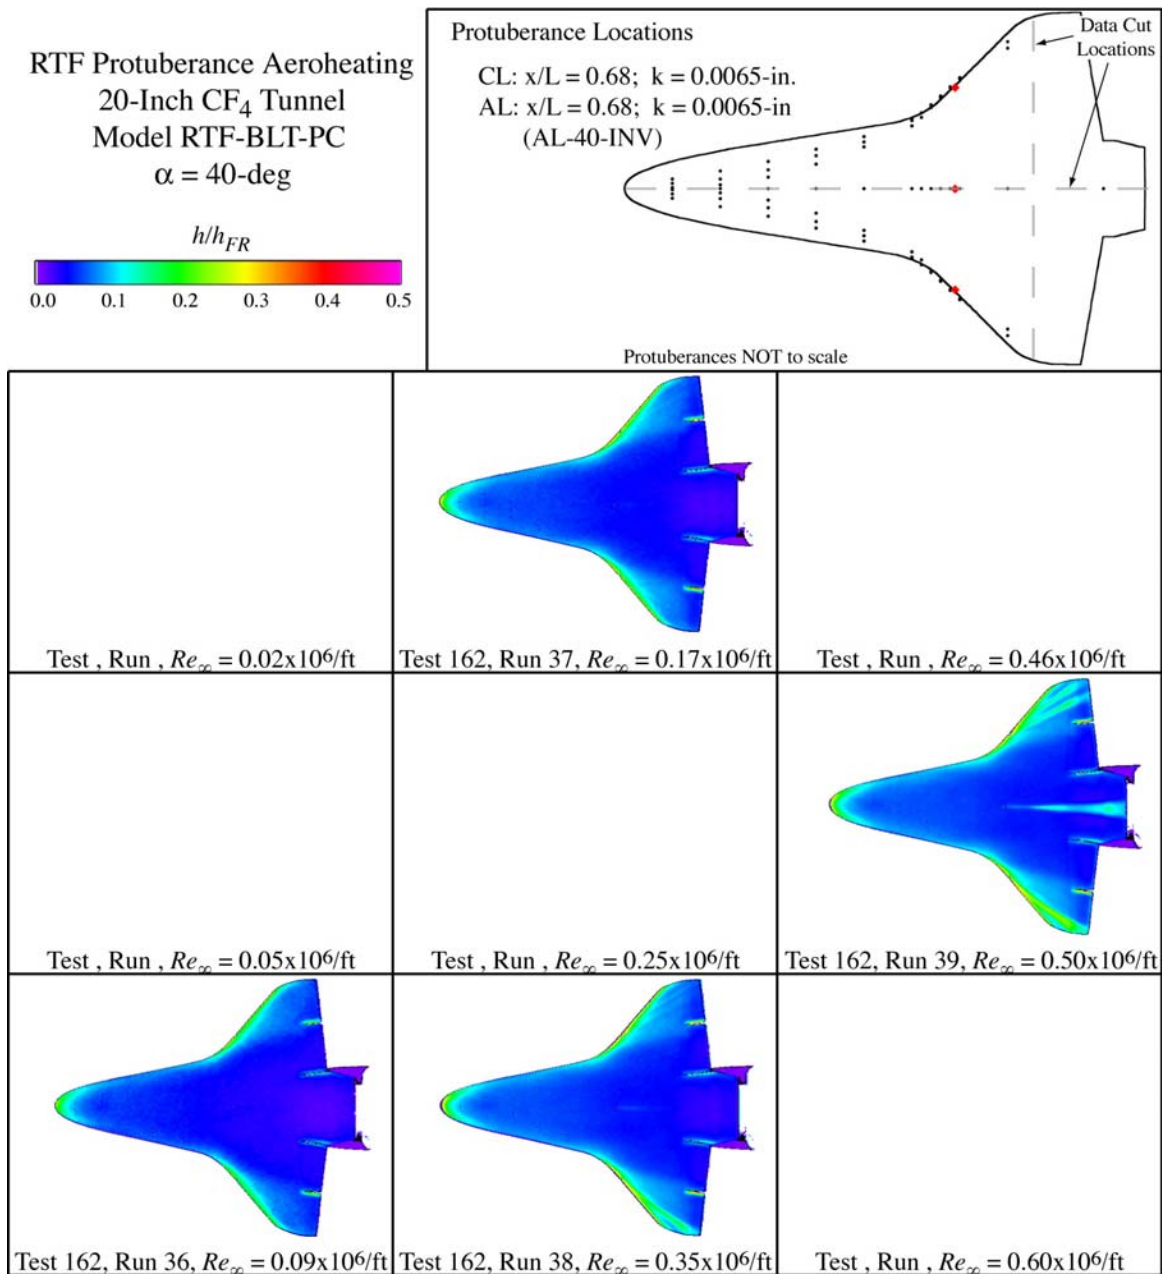 RTF Protuberance Aeroheating
20-Inch CF₄ Tunnel
Model RTF-BLT-PC
α = 40-deg
h/h_FR
0.0 0.1 0.2 0.3 0.4 0.5
Protuberance Locations
CL: x/L = 0.68; k = 0.0065-in.
AL: x/L = 0.68; k = 0.0065-in
(AL-40-INV)
Data Cut
Locations
Protuberances NOT to scale
Test , Run , Re∞ = 0.02x10⁶/ft
Test 162, Run 37, Re∞ = 0.17x10⁶/ft
Test , Run , Re∞ = 0.46x10⁶/ft
Test , Run , Re∞ = 0.05x10⁶/ft
Test , Run , Re∞ = 0.25x10⁶/ft
Test 162, Run 39, Re∞ = 0.50x10⁶/ft
Test 162, Run 36, Re∞ = 0.09x10⁶/ft
Test 162, Run 38, Re∞ = 0.35x10⁶/ft
Test , Run , Re∞ = 0.60x10⁶/ft